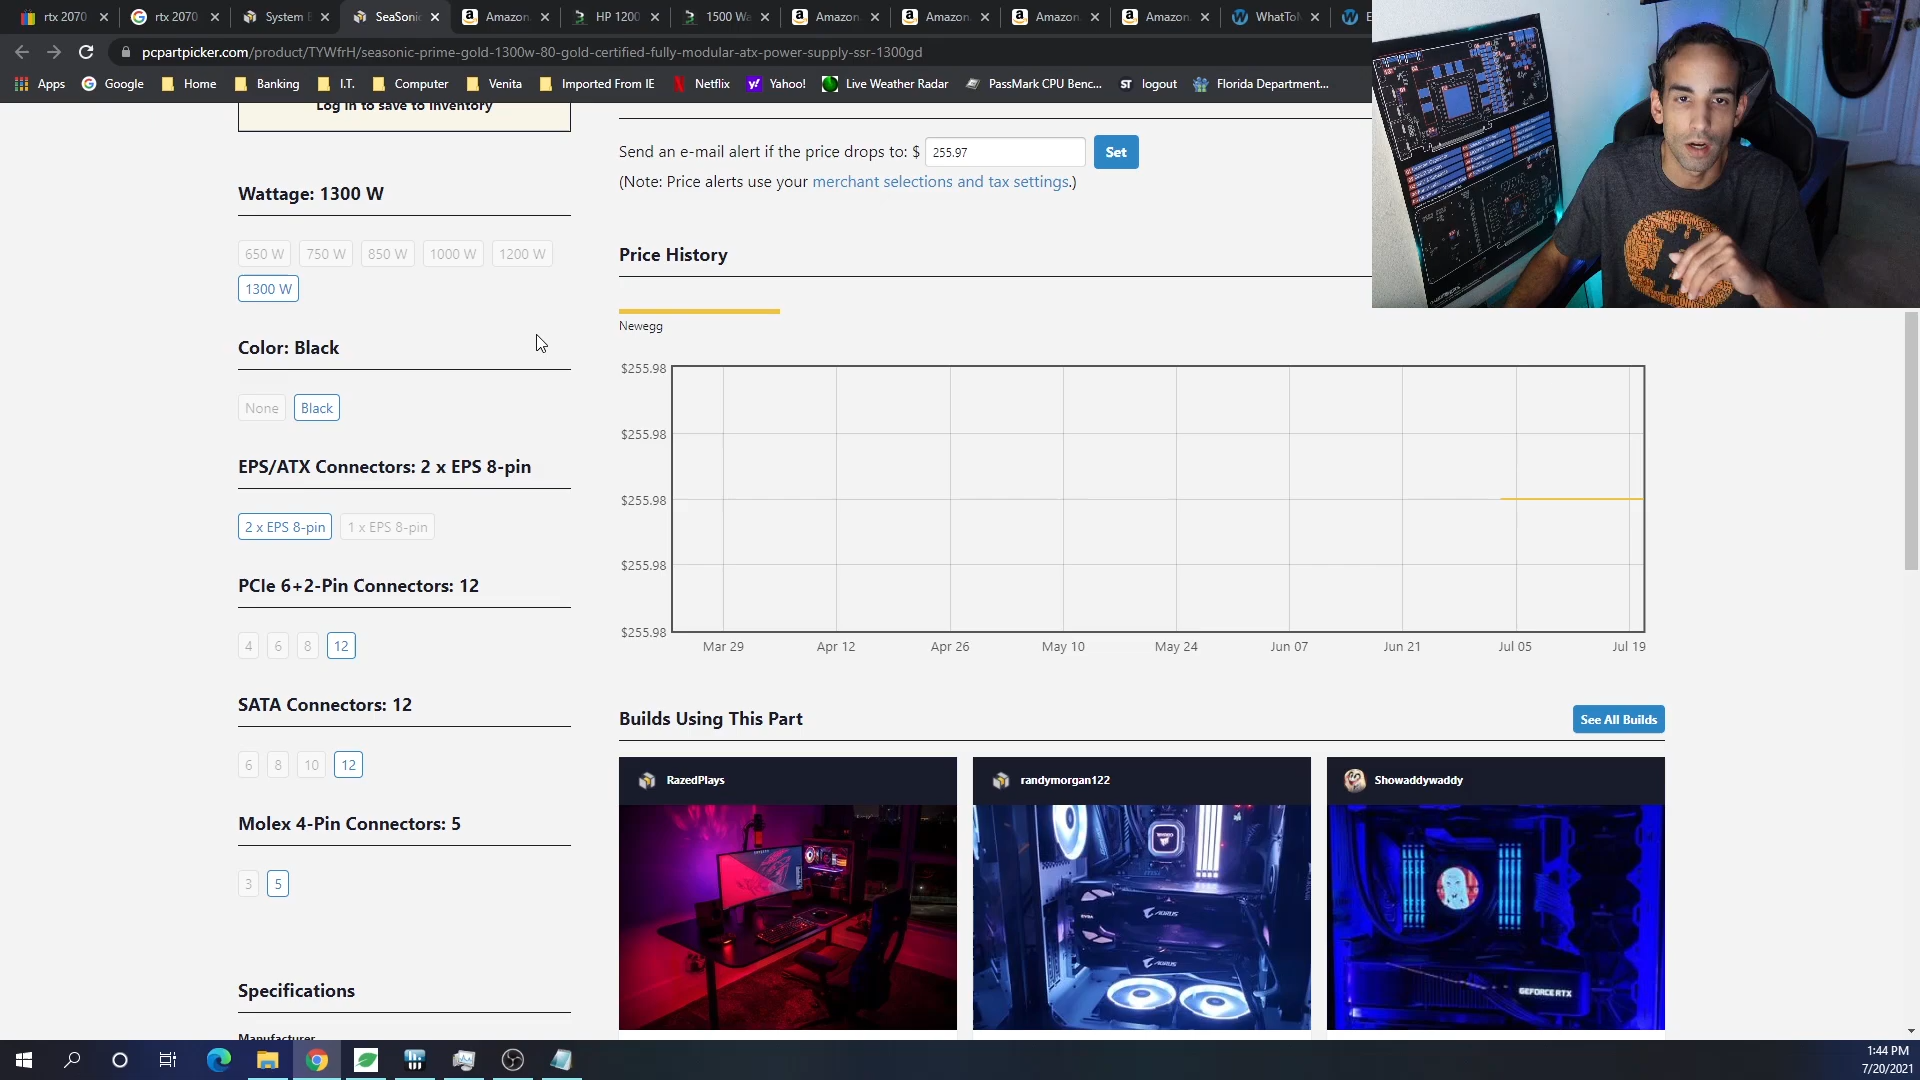 rtx 2070
rtx 2070
System B
SeaSonic
Amazon.
HP 1200
1500 Wa
Amazon.
Amazon.
Amazon.
Amazon.
WhatToM
pcpartpicker.com/product/TYWfrH/seasonic-prime-gold-1300w-80-gold-certified-fully-modular-atx-power-supply-ssr-1300gd
Apps
Google
Home
Banking
I.T.
Computer
Venita
Imported From IE
Netflix
Yahoo!
Live Weather Radar
PassMark CPU Benc...
ST logout
Florida Department...
Log in to save to inventory
Send an e-mail alert if the price drops to: $ 255.97 Set
(Note: Price alerts use your merchant selections and tax settings.)
Wattage: 1300 W
650 W 750 W 850 W 1000 W 1200 W
1300 W
Color: Black
None Black
EPS/ATX Connectors: 2 x EPS 8-pin
2 x EPS 8-pin 1 x EPS 8-pin
PCIe 6+2-Pin Connectors: 12
4 6 8 12
SATA Connectors: 12
6 8 10 12
Molex 4-Pin Connectors: 5
3 5
Specifications
Manufacturer
Price History
Newegg
$255.98
$255.98
$255.98
$255.98
$255.98
Mar 29 Apr 12 Apr 26 May 10 May 24 Jun 07 Jun 21 Jul 05 Jul 19
Builds Using This Part
See All Builds
RazedPlays
randymorgan122
Showaddywaddy
AORUS
AORUS
GEFORCE RTX
1:44 PM
7/20/2021